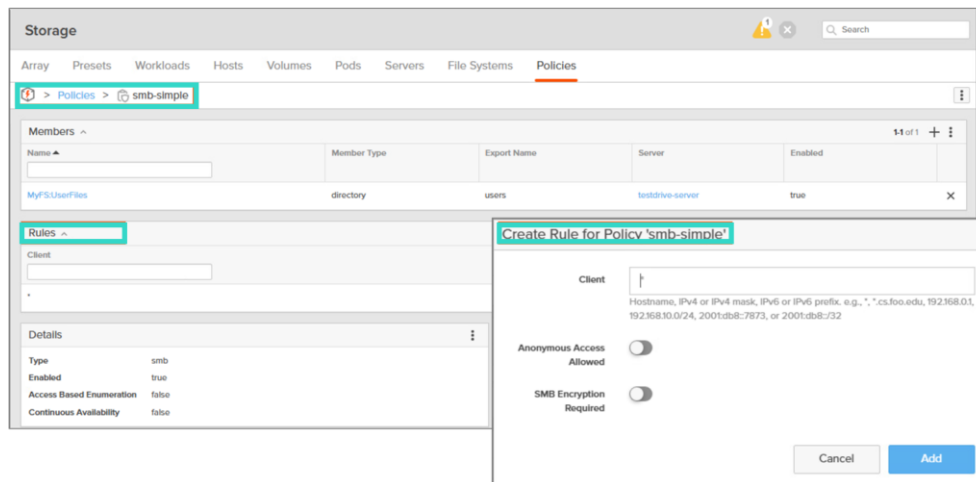 Storage
1
Search
Array Presets Workloads Hosts Volumes Pods Servers File Systems Policies
> Policies > smb-simple
Members
1-1 of 1
Name Member Type Export Name Server Enabled
MyFS:UserFiles directory users testdrive-server true
Rules
Client
*
Details
Type smb
Enabled true
Access Based Enumeration false
Continuous Availability false
Create Rule for Policy 'smb-simple'
Client
*
Hostname, IPv4 or IPv4 mask, IPv6 or IPv6 prefix. e.g., *, *.cs.foo.edu, 192.168.0.1,
192.168.10.0/24, 2001:db8::7873, or 2001:db8::/32
Anonymous Access
Allowed
SMB Encryption
Required
Cancel Add